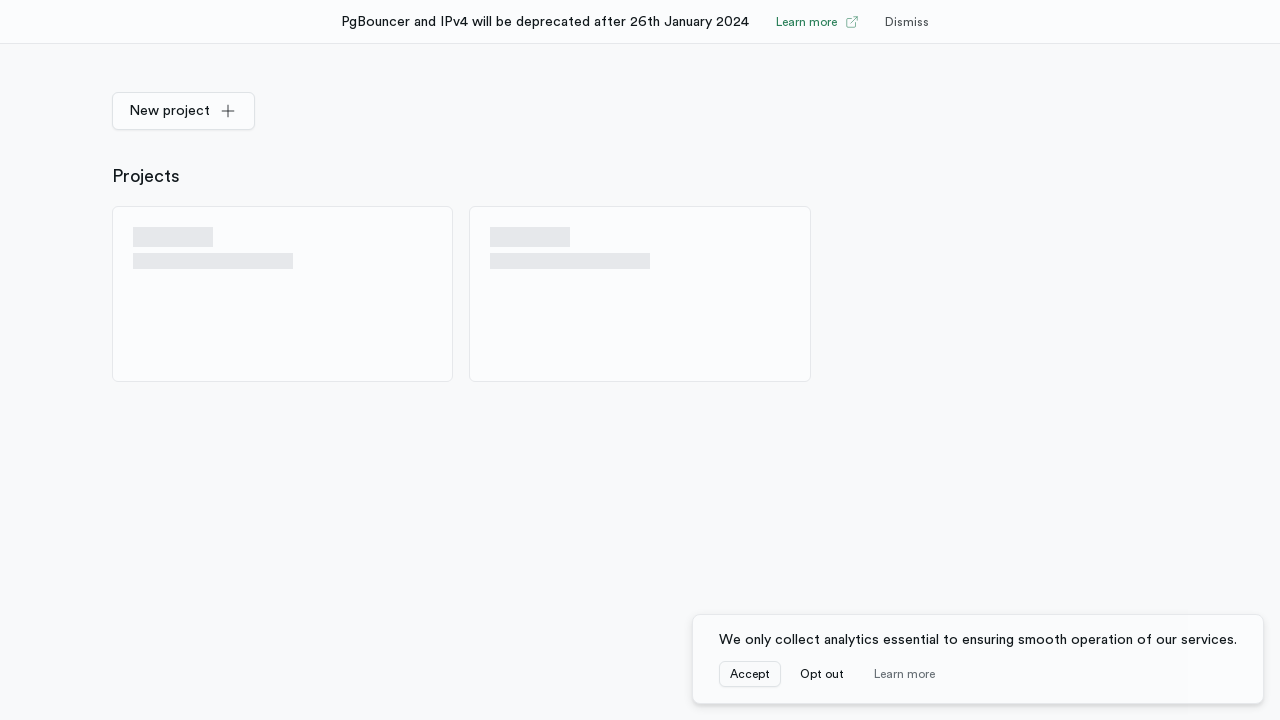 PgBouncer and IPv4 will be deprecated after 26th January 2024 Learn more Dismiss
New project
Projects
We only collect analytics essential to ensuring smooth operation of our services.
Accept Opt out Learn more